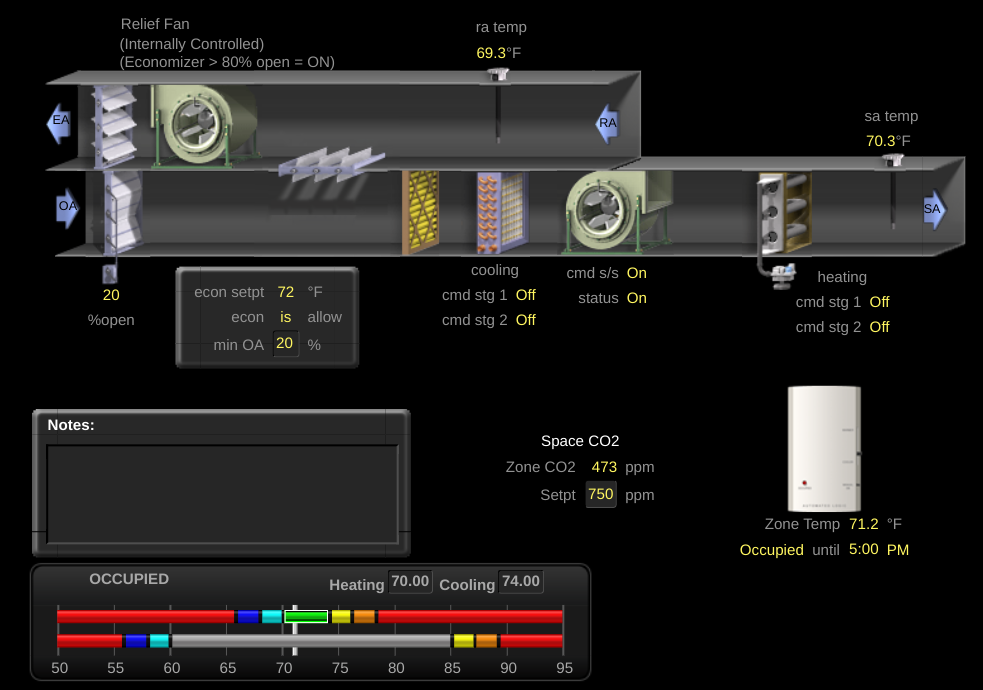 Relief Fan
(Internally Controlled)
(Economizer > 80% open = ON)
ra temp
69.3°F
sa temp
70.3°F
EA
RA
OA
SA
20
%open
econ setpt 72 °F
econ is allow
min OA 20 %
cooling
cmd stg 1 Off
cmd stg 2 Off
cmd s/s On
status On
heating
cmd stg 1 Off
cmd stg 2 Off
Notes:
Space CO2
Zone CO2 473 ppm
Setpt 750 ppm
Zone Temp 71.2 °F
Occupied until 5:00 PM
OCCUPIED Heating 70.00 Cooling 74.00
50 55 60 65 70 75 80 85 90 95